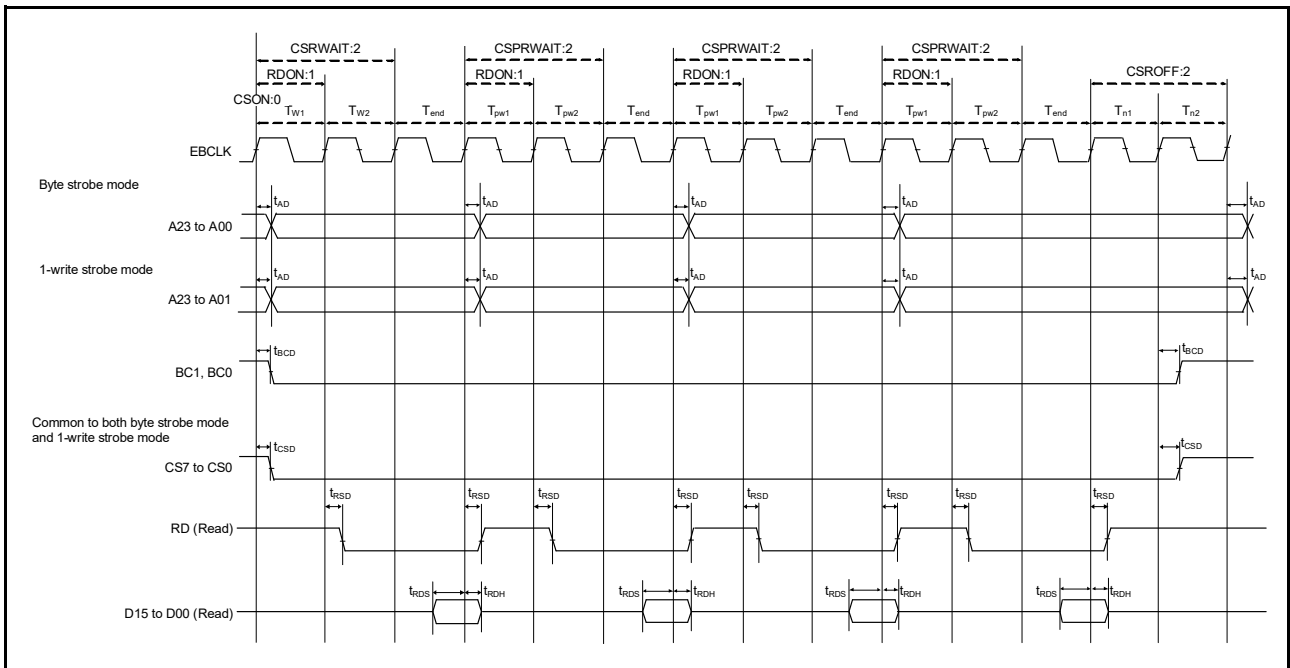 CSRWAIT:2 CSPRWAIT:2 CSPRWAIT:2 CSPRWAIT:2
RDON:1 RDON:1 RDON:1 RDON:1 CSROFF:2
CSON:0
TW1 TW2 Tend Tpw1 Tpw2 Tend Tpw1 Tpw2 Tend Tpw1 Tpw2 Tend Tn1 Tn2
EBCLK
Byte strobe mode
tAD tAD tAD tAD tAD
A23 to A00
1-write strobe mode
tAD tAD tAD tAD tAD
A23 to A01
tBCD tBCD
BC1, BC0
Common to both byte strobe mode
and 1-write strobe mode
tCSD tCSD
CS7 to CS0
tRSD tRSD tRSD tRSD tRSD tRSD tRSD tRSD
RD (Read)
tRDS tRDH tRDS tRDH tRDS tRDH tRDS tRDH
D15 to D00 (Read)